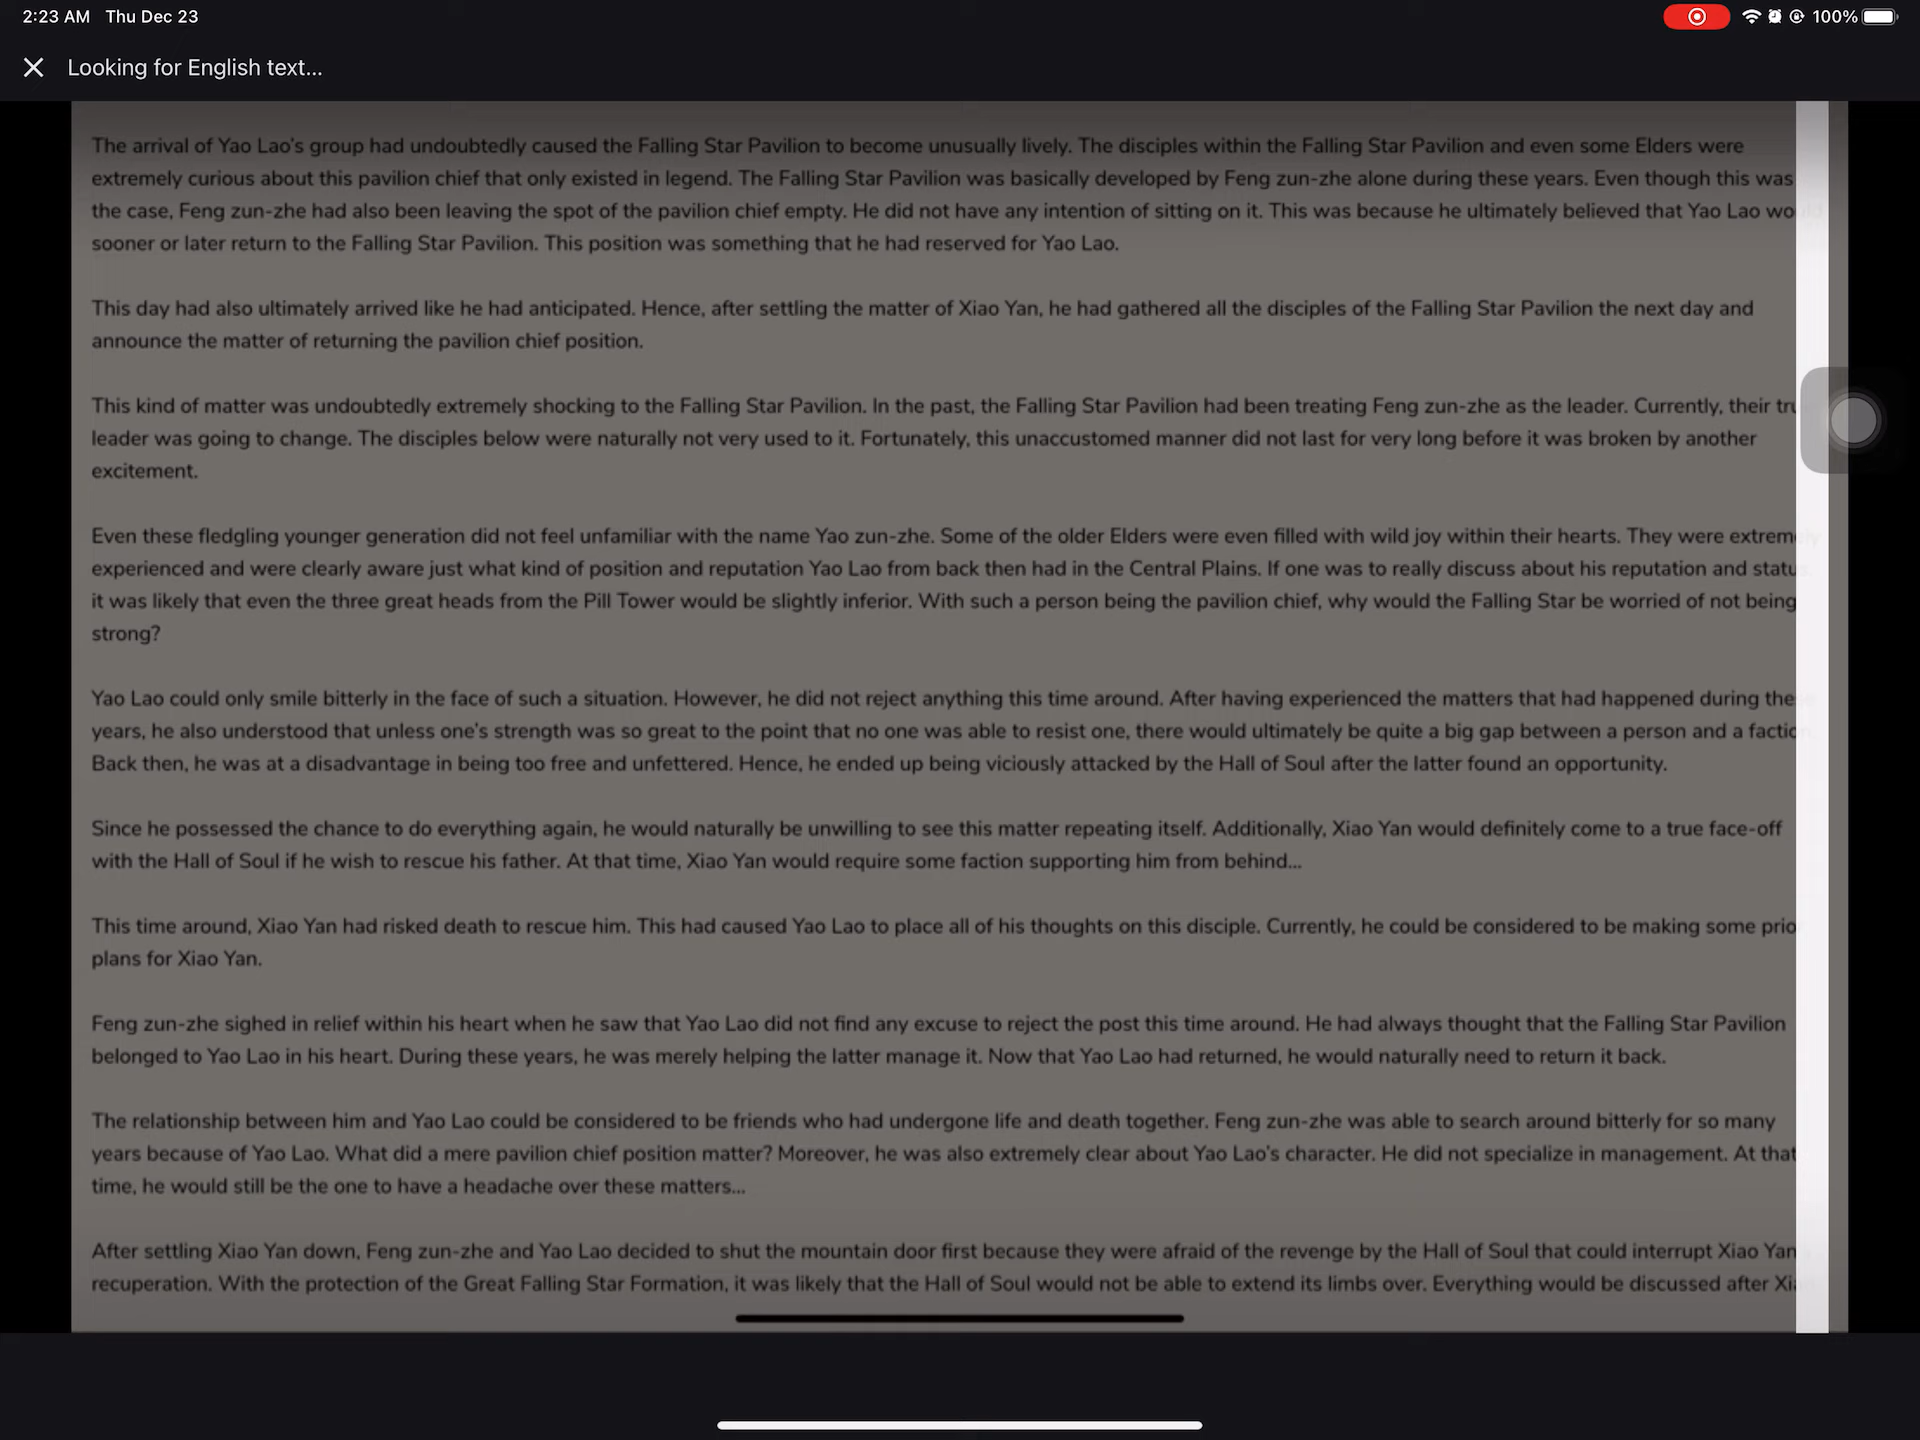 2:23 AM Thu Dec 23
100%
Looking for English text...
The arrival of Yao Lao's group had undoubtedly caused the Falling Star Pavilion to become unusually lively. The disciples within the Falling Star Pavilion and even some Elders were
extremely curious about this pavilion chief that only existed in legend. The Falling Star Pavilion was basically developed by Feng zun-zhe alone during these years. Even though this was
the case, Feng zun-zhe had also been leaving the spot of the pavilion chief empty. He did not have any intention of sitting on it. This was because he ultimately believed that Yao Lao would
sooner or later return to the Falling Star Pavilion. This position was something that he had reserved for Yao Lao.
This day had also ultimately arrived like he had anticipated. Hence, after settling the matter of Xiao Yan, he had gathered all the disciples of the Falling Star Pavilion the next day and
announce the matter of returning the pavilion chief position.
This kind of matter was undoubtedly extremely shocking to the Falling Star Pavilion. In the past, the Falling Star Pavilion had been treating Feng zun-zhe as the leader. Currently, their
leader was going to change. The disciples below were naturally not very used to it. Fortunately, this unaccustomed manner did not last for very long before it was broken by another
excitement.
Even these fledgling younger generation did not feel unfamiliar with the name Yao zun-zhe. Some of the older Elders were even filled with wild joy within their hearts. They were extremely
experienced and were clearly aware just what kind of position and reputation Yao Lao from back then had in the Central Plains. If one was to really discuss about his reputation and
it was likely that even the three great heads from the Pill Tower would be slightly inferior. With such a person being the pavilion chief, why would the Falling Star be worried of not being
strong?
Yao Lao could only smile bitterly in the face of such a situation. However, he did not reject anything this time around. After having experienced the matters that had happened during
years, he also understood that unless one's strength was so great to the point that no one was able to resist one, there would ultimately be quite a big gap between a person and a
Back then, he was at a disadvantage in being too free and unfettered. Hence, he ended up being viciously attacked by the Hall of Soul after the latter found an opportunity.
Since he possessed the chance to do everything again, he would naturally be unwilling to see this matter repeating itself. Additionally, Xiao Yan would definitely come to a true face-off
with the Hall of Soul if he wish to rescue his father. At that time, Xiao Yan would require some faction supporting him from behind...
This time around, Xiao Yan had risked death to rescue him. This had caused Yao Lao to place all of his thoughts on this disciple. Currently, he could be considered to be making some
plans for Xiao Yan.
Feng zun-zhe sighed in relief within his heart when he saw that Yao Lao did not find any excuse to reject the post this time around. He had always thought that the Falling Star Pavilion
belonged to Yao Lao in his heart. During these years, he was merely helping the latter manage it. Now that Yao Lao had returned, he would naturally need to return it back.
The relationship between him and Yao Lao could be considered to be friends who had undergone life and death together. Feng zun-zhe was able to search around bitterly for so many
years because of Yao Lao. What did a mere pavilion chief position matter? Moreover, he was also extremely clear about Yao Lao's character. He did not specialize in management. At that
time, he would still be the one to have a headache over these matters...
After settling Xiao Yan down, Feng zun-zhe and Yao Lao decided to shut the mountain door first because they were afraid of the revenge by the Hall of Soul that could interrupt Xiao
recuperation. With the protection of the Great Falling Star Formation, it was likely that the Hall of Soul would not be able to extend its limbs over. Everything would be discussed after